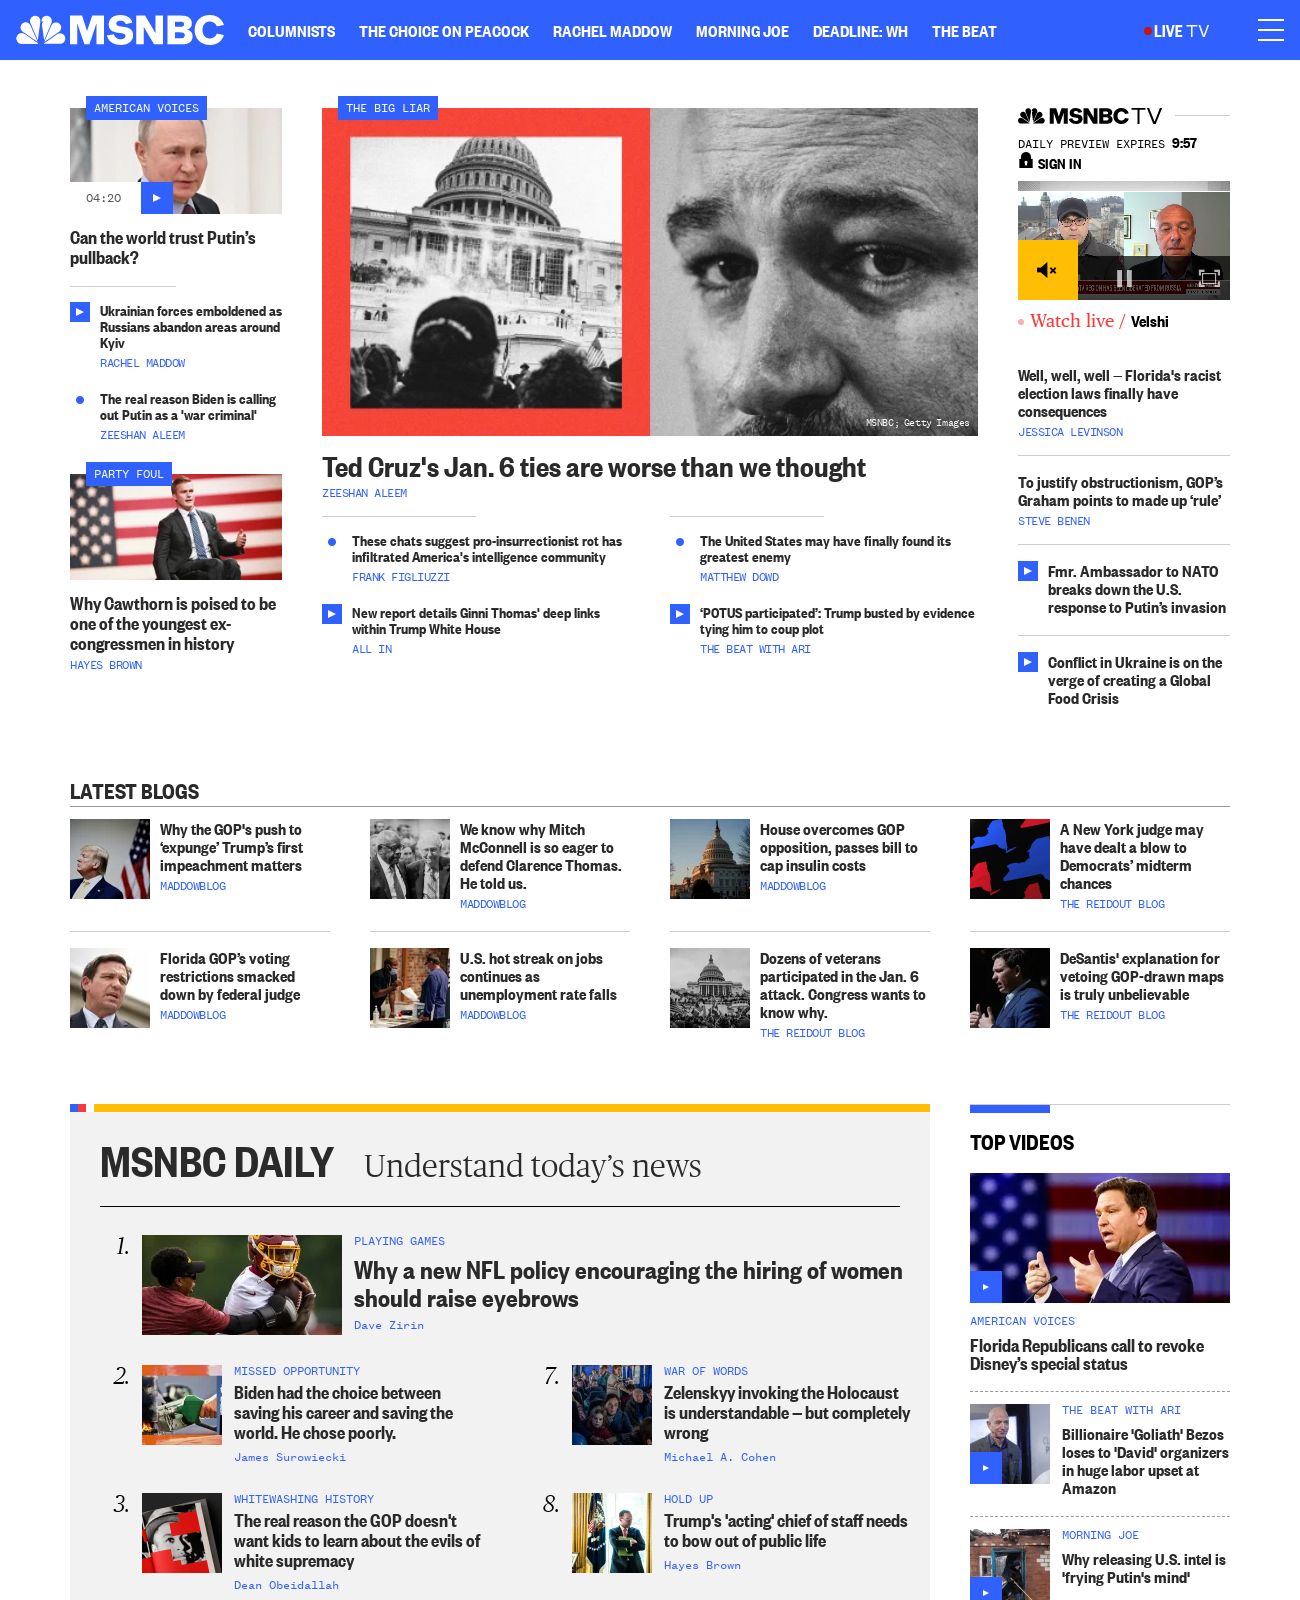 MSNBC COLUMNISTS THE CHOICE ON PEACOCK RACHEL MADDOW MORNING JOE DEADLINE: WH THE BEAT LIVE TV
AMERICAN VOICES
04:20
Can the world trust Putin’s
pullback?
Ukrainian forces emboldened as
Russians abandon areas around
Kyiv
RACHEL MADDOW
The real reason Biden is calling
out Putin as a 'war criminal'
ZEESHAN ALEEM
PARTY FOUL
Why Cawthorn is poised to be
one of the youngest ex-
congressmen in history
HAYES BROWN
THE BIG LIAR
MSNBC; Getty Images
Ted Cruz's Jan. 6 ties are worse than we thought
ZEESHAN ALEEM
These chats suggest pro-insurrectionist rot has
infiltrated America's intelligence community
FRANK FIGLIUZZI
New report details Ginni Thomas' deep links
within Trump White House
ALL IN
The United States may have finally found its
greatest enemy
MATTHEW DOWD
‘POTUS participated’: Trump busted by evidence
tying him to coup plot
THE BEAT WITH ARI
MSNBC TV
DAILY PREVIEW EXPIRES 9:57
SIGN IN
Watch live / Velshi
Well, well, well — Florida's racist
election laws finally have
consequences
JESSICA LEVINSON
To justify obstructionism, GOP’s
Graham points to made up ‘rule’
STEVE BENEN
Fmr. Ambassador to NATO
breaks down the U.S.
response to Putin’s invasion
Conflict in Ukraine is on the
verge of creating a Global
Food Crisis
LATEST BLOGS
Why the GOP's push to
‘expunge’ Trump’s first
impeachment matters
MADDOWBLOG
We know why Mitch
McConnell is so eager to
defend Clarence Thomas.
He told us.
MADDOWBLOG
House overcomes GOP
opposition, passes bill to
cap insulin costs
MADDOWBLOG
A New York judge may
have dealt a blow to
Democrats’ midterm
chances
THE REIDOUT BLOG
Florida GOP’s voting
restrictions smacked
down by federal judge
MADDOWBLOG
U.S. hot streak on jobs
continues as
unemployment rate falls
MADDOWBLOG
Dozens of veterans
participated in the Jan. 6
attack. Congress wants to
know why.
THE REIDOUT BLOG
DeSantis' explanation for
vetoing GOP-drawn maps
is truly unbelievable
THE REIDOUT BLOG
MSNBC DAILY Understand today’s news
1.
PLAYING GAMES
Why a new NFL policy encouraging the hiring of women
should raise eyebrows
Dave Zirin
2.
MISSED OPPORTUNITY
Biden had the choice between
saving his career and saving the
world. He chose poorly.
James Surowiecki
3.
WHITEWASHING HISTORY
The real reason the GOP doesn't
want kids to learn about the evils of
white supremacy
Dean Obeidallah
7.
WAR OF WORDS
Zelenskyy invoking the Holocaust
is understandable — but completely
wrong
Michael A. Cohen
8.
HOLD UP
Trump's 'acting' chief of staff needs
to bow out of public life
Hayes Brown
TOP VIDEOS
AMERICAN VOICES
Florida Republicans call to revoke
Disney’s special status
THE BEAT WITH ARI
Billionaire 'Goliath' Bezos
loses to 'David' organizers
in huge labor upset at
Amazon
MORNING JOE
Why releasing U.S. intel is
'frying Putin's mind'